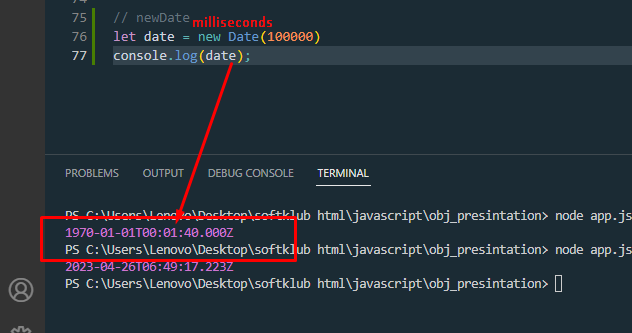 74
75 // newDate milliseconds
76 let date = new Date(100000)
77 console.log(date);
PROBLEMS OUTPUT DEBUG CONSOLE TERMINAL
PS C:\Users\Lenovo\Desktop\softklub html\javascript\obj_presintation> node app.js
1970-01-01T00:01:40.000Z
PS C:\Users\Lenovo\Desktop\softklub html\javascript\obj_presintation> node app.js
2023-04-26T06:49:17.223Z
PS C:\Users\Lenovo\Desktop\softklub html\javascript\obj_presintation>